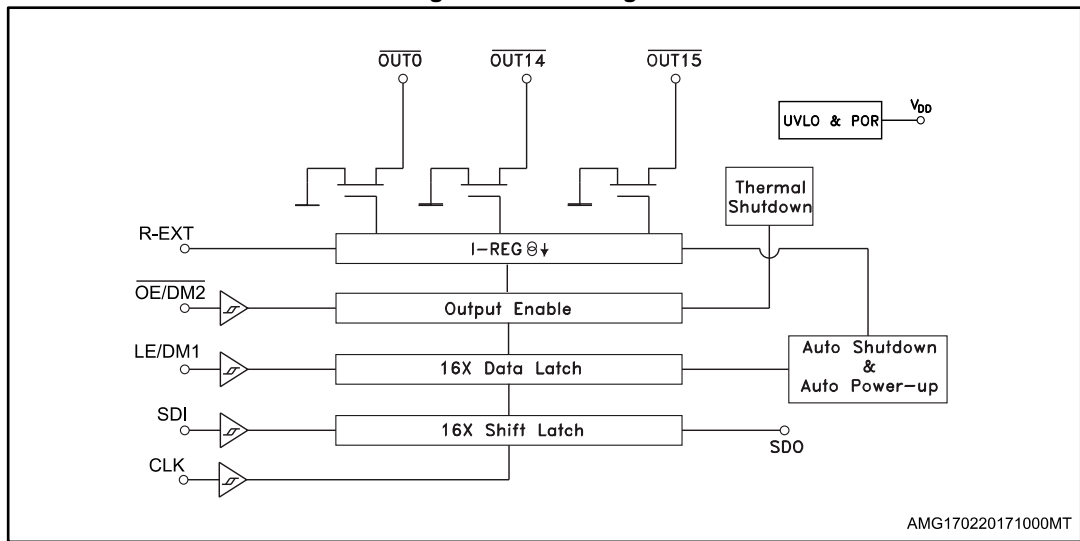 OUT0
OUT14
OUT15
UVLO & POR
VDD
Thermal
Shutdown
R-EXT
I-REG
OE/DM2
Output Enable
LE/DM1
16X Data Latch
Auto Shutdown
&
Auto Power-up
SDI
16X Shift Latch
SDO
CLK
AMG170220171000MT